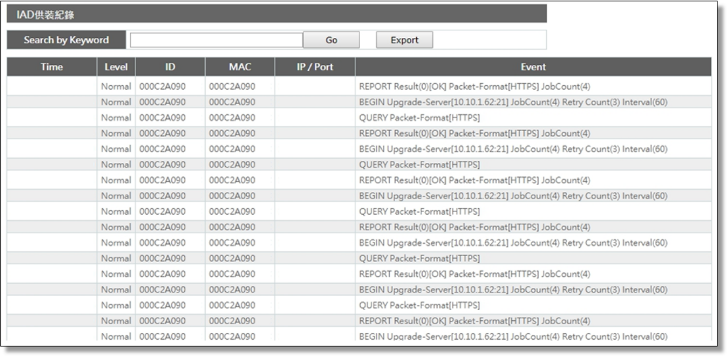 IAD供裝紀錄
Search by Keyword Go Export
Time Level ID MAC IP / Port Event
Normal 000C2A090 000C2A090 REPORT Result(0)[OK] Packet-Format[HTTPS] JobCount(4)
Normal 000C2A090 000C2A090 BEGIN Upgrade-Server[10.10.1.62:21] JobCount(4) Retry Count(3) Interval(60)
Normal 000C2A090 000C2A090 QUERY Packet-Format[HTTPS]
Normal 000C2A090 000C2A090 REPORT Result(0)[OK] Packet-Format[HTTPS] JobCount(4)
Normal 000C2A090 000C2A090 BEGIN Upgrade-Server[10.10.1.62:21] JobCount(4) Retry Count(3) Interval(60)
Normal 000C2A090 000C2A090 QUERY Packet-Format[HTTPS]
Normal 000C2A090 000C2A090 REPORT Result(0)[OK] Packet-Format[HTTPS] JobCount(4)
Normal 000C2A090 000C2A090 BEGIN Upgrade-Server[10.10.1.62:21] JobCount(4) Retry Count(3) Interval(60)
Normal 000C2A090 000C2A090 QUERY Packet-Format[HTTPS]
Normal 000C2A090 000C2A090 REPORT Result(0)[OK] Packet-Format[HTTPS] JobCount(4)
Normal 000C2A090 000C2A090 BEGIN Upgrade-Server[10.10.1.62:21] JobCount(4) Retry Count(3) Interval(60)
Normal 000C2A090 000C2A090 QUERY Packet-Format[HTTPS]
Normal 000C2A090 000C2A090 REPORT Result(0)[OK] Packet-Format[HTTPS] JobCount(4)
Normal 000C2A090 000C2A090 BEGIN Upgrade-Server[10.10.1.62:21] JobCount(4) Retry Count(3) Interval(60)
Normal 000C2A090 000C2A090 QUERY Packet-Format[HTTPS]
Normal 000C2A090 000C2A090 REPORT Result(0)[OK] Packet-Format[HTTPS] JobCount(4)
Normal 000C2A090 000C2A090 BEGIN Upgrade-Server[10.10.1.62:21] JobCount(4) Retry Count(3) Interval(60)